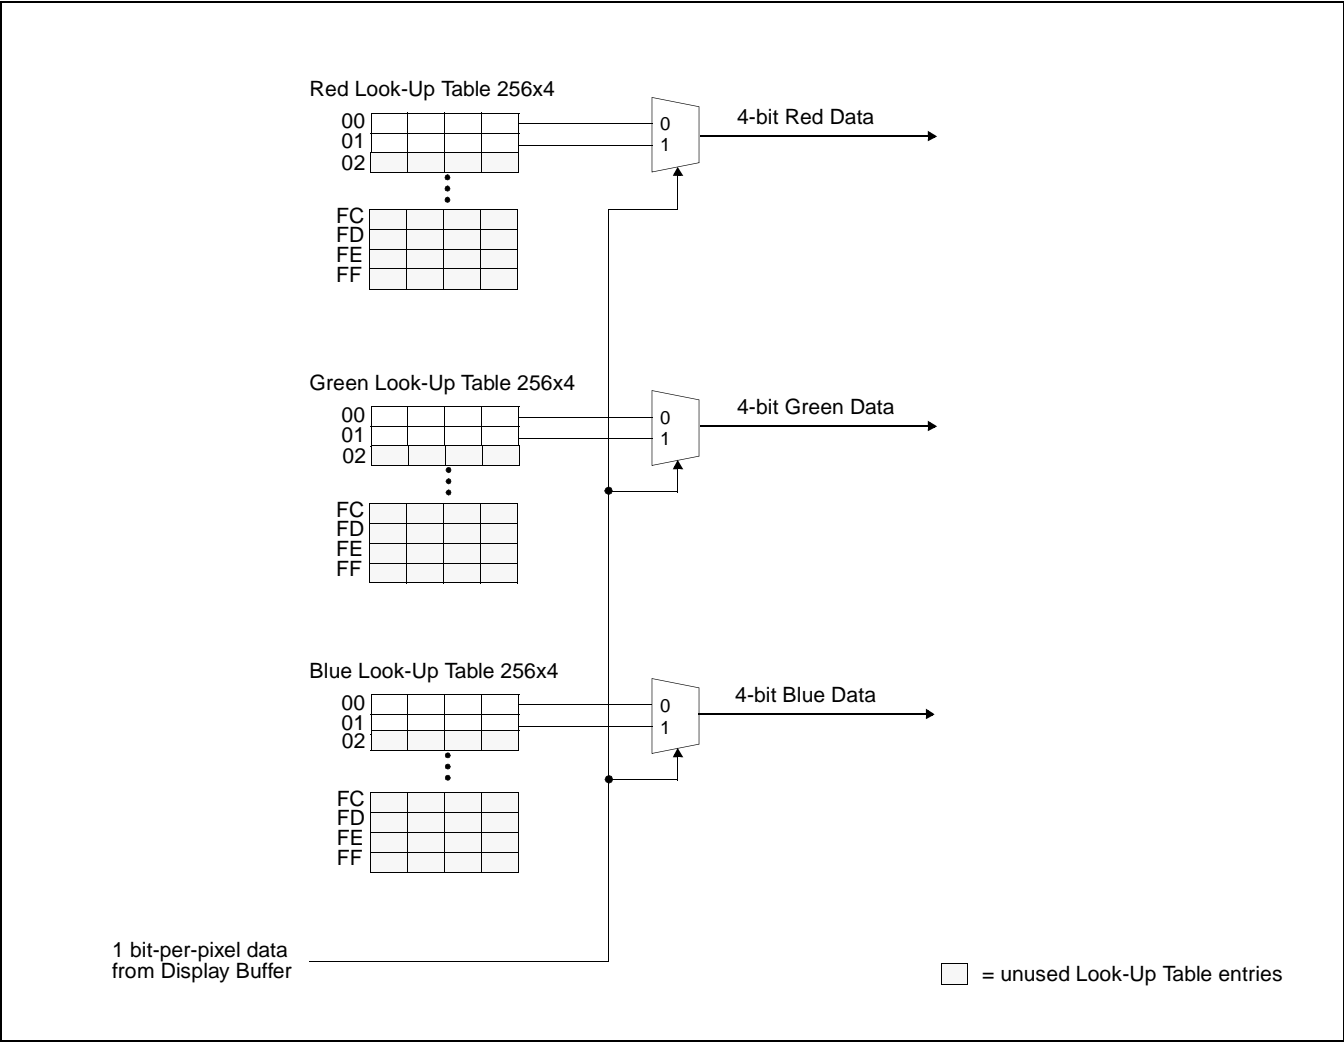 Red Look-Up Table 256x4
00
01
02
FC
FD
FE
FF
0
1
4-bit Red Data
Green Look-Up Table 256x4
00
01
02
FC
FD
FE
FF
0
1
4-bit Green Data
Blue Look-Up Table 256x4
00
01
02
FC
FD
FE
FF
0
1
4-bit Blue Data
1 bit-per-pixel data
from Display Buffer
= unused Look-Up Table entries